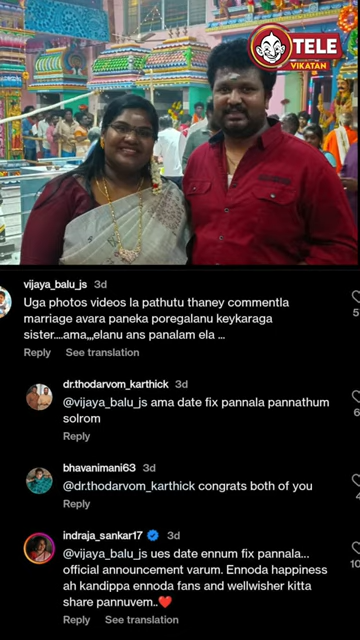 TELE
VIKATAN
vijaya_balu_js 3d
Uga photos videos la pathutu thaney commentla
marriage avara paneka poregalanu keykaraga
sister....ama,,,elanu ans panalam ela ...
Reply See translation
dr.thodarvom_karthick 3d
@vijaya_balu_js ama date fix pannala pannathum
solrom
Reply
bhavanimani63 3d
@dr.thodarvom_karthick congrats both of you
Reply
indraja_sankar17 3d
@vijaya_balu_js ues date ennum fix pannala...
official announcement varum. Ennoda happiness
ah kandippa ennoda fans and wellwisher kitta
share pannuvem..❤️
Reply See translation